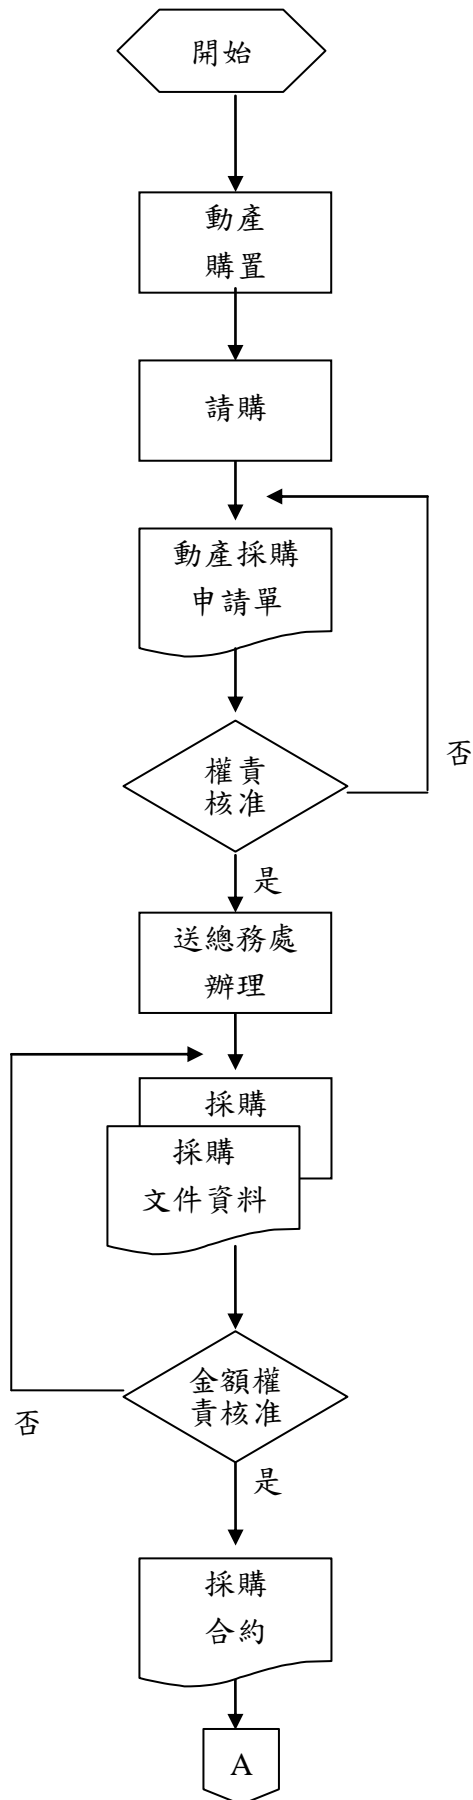 開始
動產
購置
請購
動產採購
申請單
權責
核准
否
是
送總務處
辦理
採購
採購
文件資料
金額權
責核准
否
是
採購
合約
A